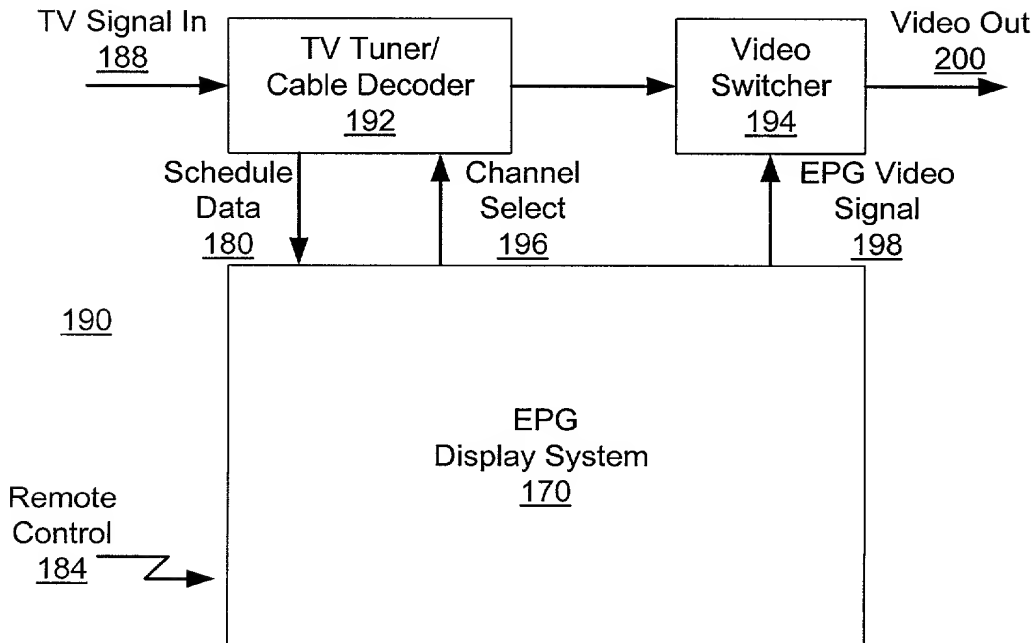 TV Signal In
188
TV Tuner/
Cable Decoder
192
Video
Switcher
194
Video Out
200
Schedule
Data
180
Channel
Select
196
EPG Video
Signal
198
190
EPG
Display System
170
Remote
Control
184